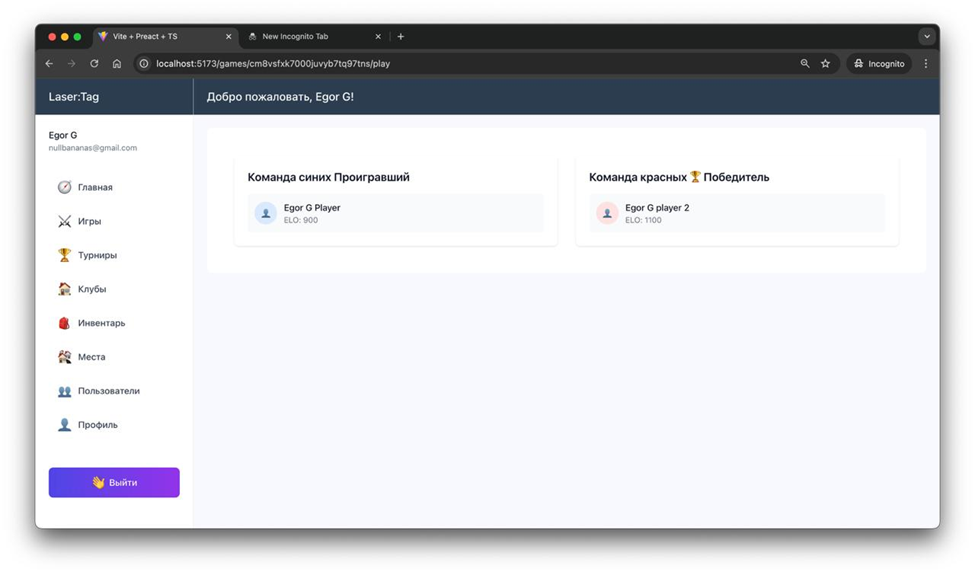 Vite + Preact + TS
New Incognito Tab
localhost:5173/games/cm8vsfxk7000juvyb7tq97tns/play
Incognito
Laser:Tag
Добро пожаловать, Egor G!
Egor G
nullbananas@gmail.com
Главная
Игры
Турниры
Клубы
Инвентарь
Места
Пользователи
Профиль
Выйти
Команда синих Проигравший
Egor G Player
ELO: 900
Команда красных 🏆 Победитель
Egor G player 2
ELO: 1100